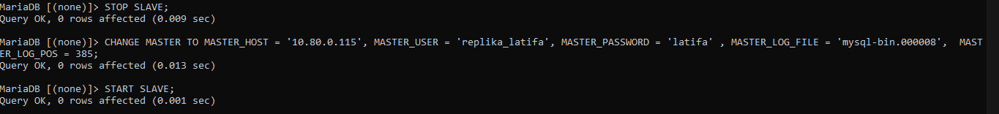 MariaDB [(none)]> STOP SLAVE;
Query OK, 0 rows affected (0.009 sec)
MariaDB [(none)]> CHANGE MASTER TO MASTER_HOST = '10.80.0.115', MASTER_USER = 'replika_latifa', MASTER_PASSWORD = 'latifa' , MASTER_LOG_FILE = 'mysql-bin.000008',  MAST
ER_LOG_POS = 385;
Query OK, 0 rows affected (0.013 sec)
MariaDB [(none)]> START SLAVE;
Query OK, 0 rows affected (0.001 sec)